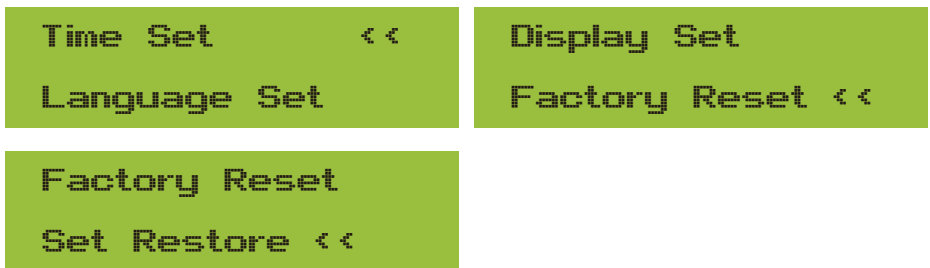 Time Set <<
Language Set
Display Set
Factory Reset <<
Factory Reset
Set Restore <<